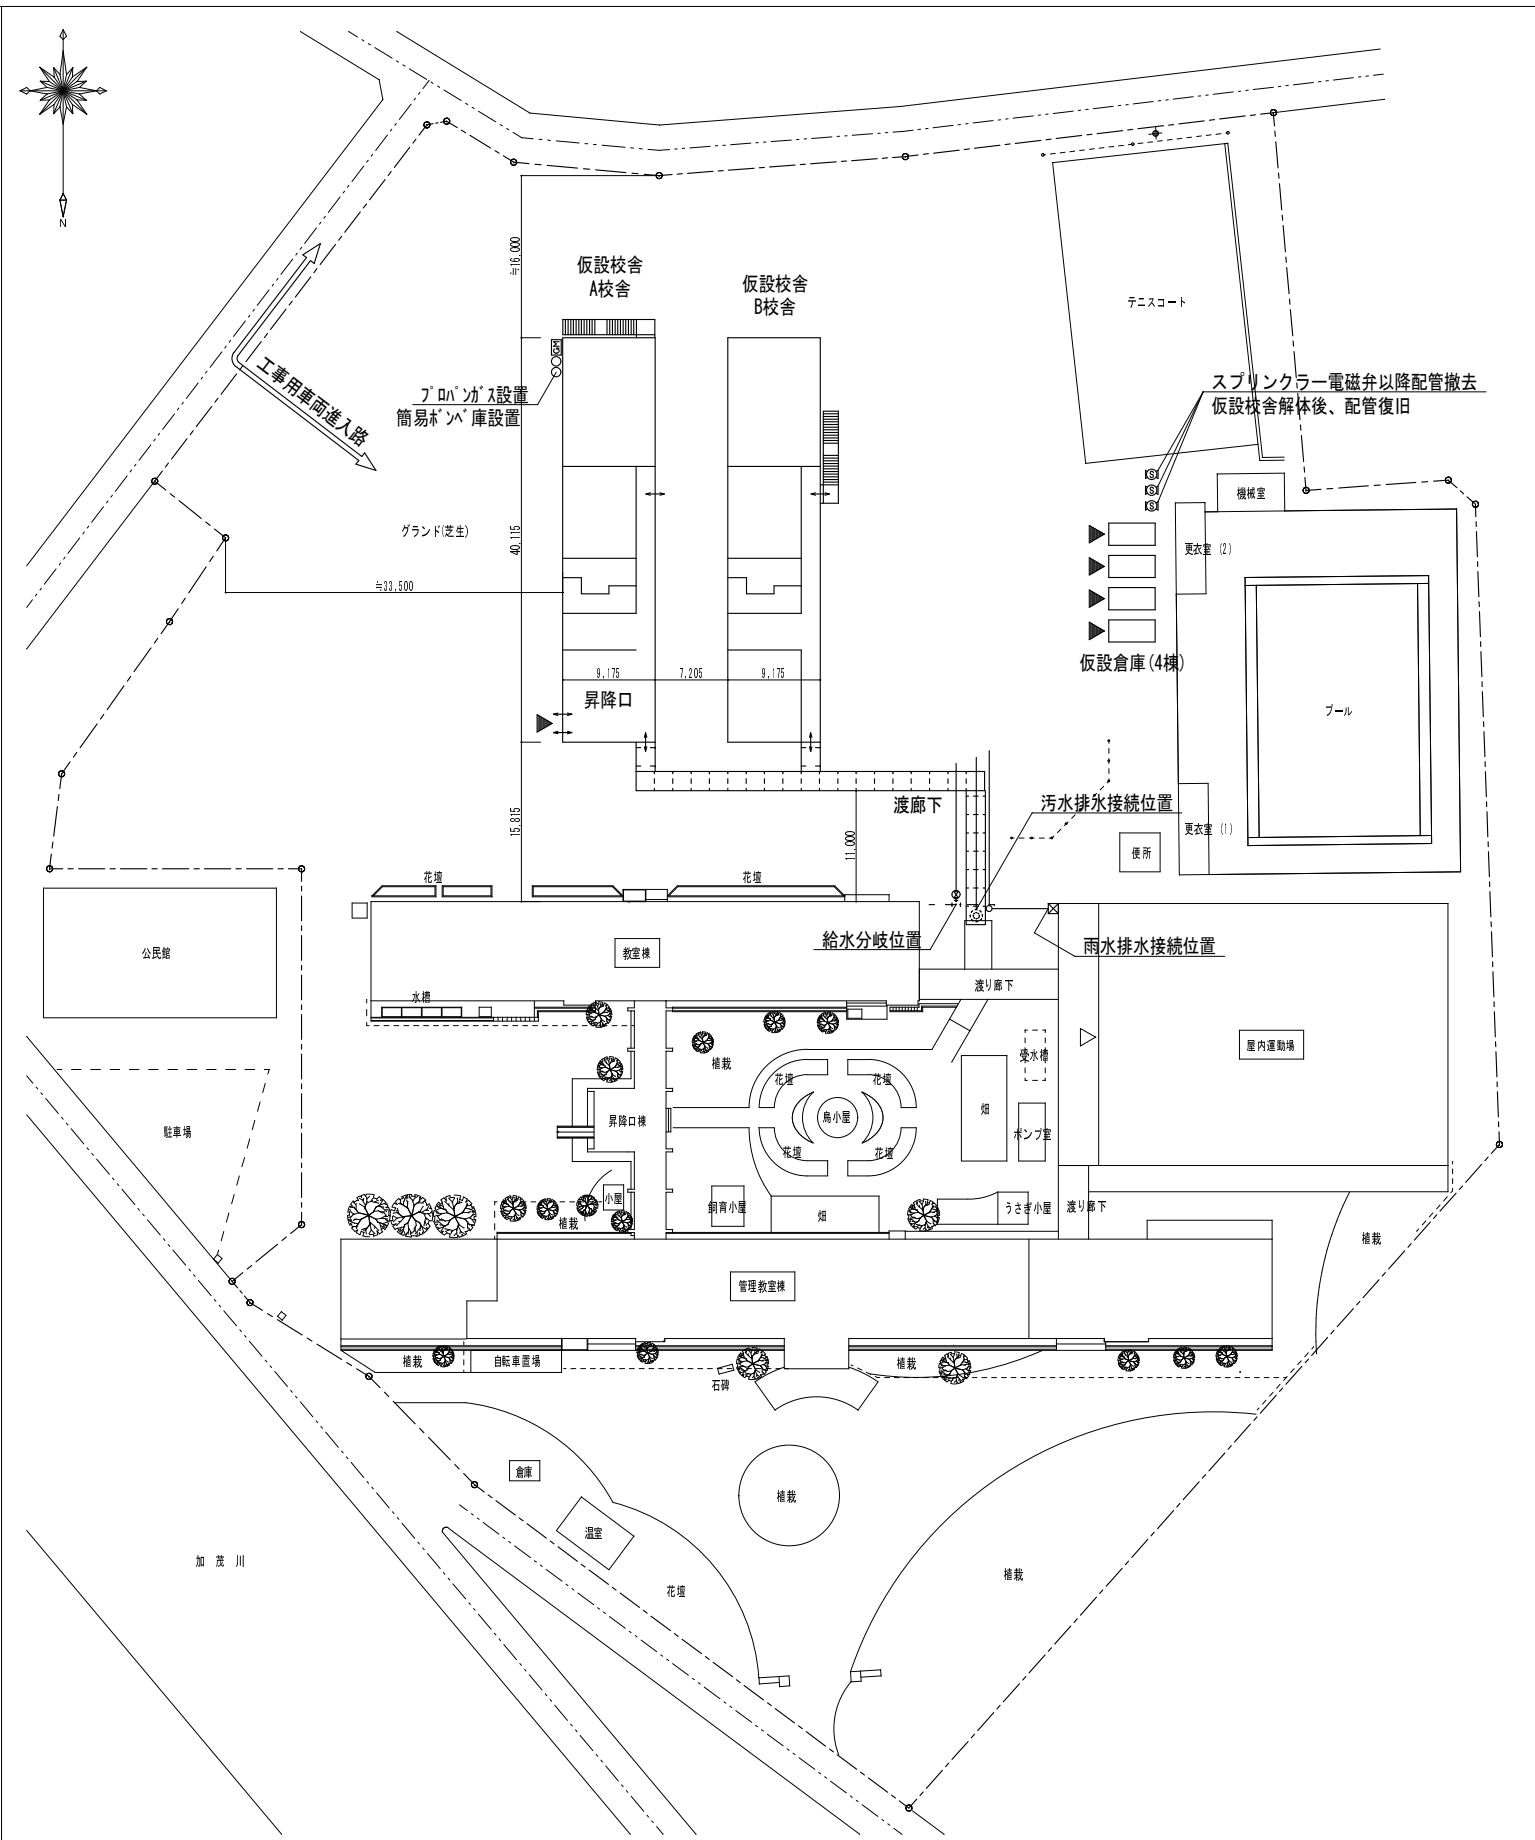 N
≒16,000
仮設校舎
A校舎
仮設校舎
B校舎
テニスコート
工事用車両進入路
GM
プロパンガス設置
簡易ボンベ庫設置
スプリンクラー電磁弁以降配管撤去
仮設校舎解体後、配管復旧
S
S
S
機械室
グランド(芝生)
40,115
更衣室 (2)
≒33,500
仮設倉庫(4棟)
9,175
7,205
9,175
昇降口
プール
渡廊下
汚水排水接続位置
15,815
11,000
更衣室 (1)
便所
花壇
花壇
給水分岐位置
雨水排水接続位置
公民館
教室棟
渡り廊下
水槽
植栽
受水槽
屋内運動場
花壇
花壇
畑
鳥小屋
昇降口棟
ポンプ室
駐車場
花壇
花壇
小屋
飼育小屋
畑
うさぎ小屋
渡り廊下
植栽
植栽
管理教室棟
植栽
自転車置場
石碑
植栽
倉庫
植栽
温室
加 茂 川
花壇
植栽